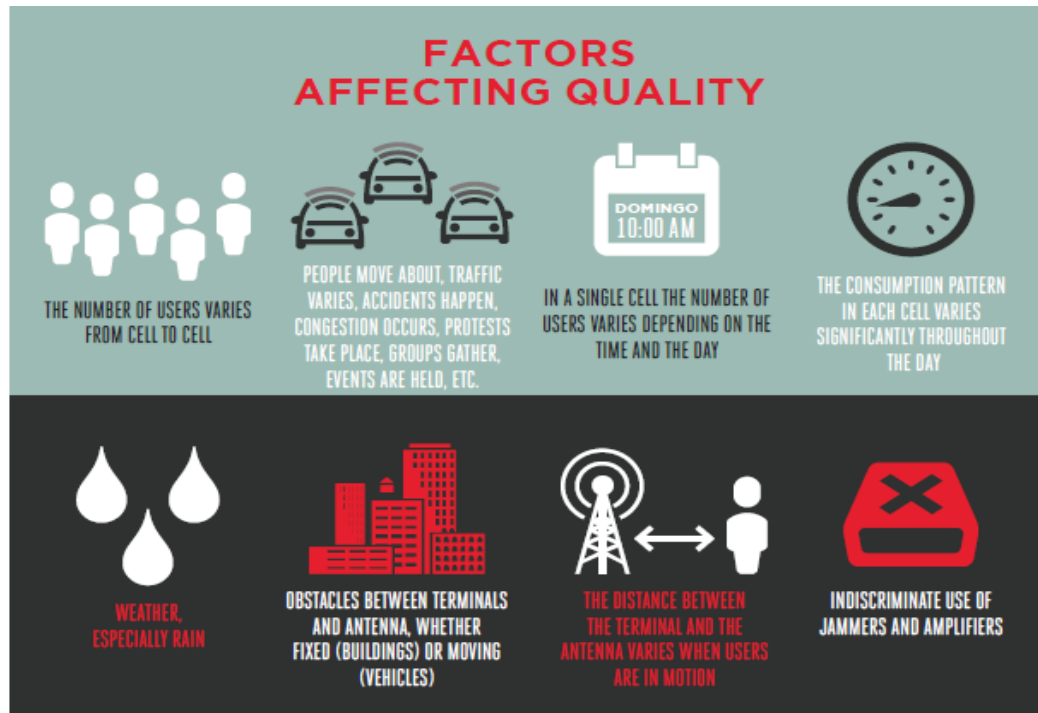 FACTORS
AFFECTING QUALITY
THE NUMBER OF USERS VARIES
FROM CELL TO CELL
PEOPLE MOVE ABOUT, TRAFFIC
VARIES, ACCIDENTS HAPPEN,
CONGESTION OCCURS, PROTESTS
TAKE PLACE, GROUPS GATHER,
EVENTS ARE HELD, ETC.
DOMINGO
10:00 AM
IN A SINGLE CELL THE NUMBER OF
USERS VARIES DEPENDING ON THE
TIME AND THE DAY
THE CONSUMPTION PATTERN
IN EACH CELL VARIES
SIGNIFICANTLY THROUGHOUT
THE DAY
WEATHER,
ESPECIALLY RAIN
OBSTACLES BETWEEN TERMINALS
AND ANTENNA, WHETHER
FIXED (BUILDINGS) OR MOVING
(VEHICLES)
THE DISTANCE BETWEEN
THE TERMINAL AND THE
ANTENNA VARIES WHEN USERS
ARE IN MOTION
INDISCRIMINATE USE OF
JAMMERS AND AMPLIFIERS